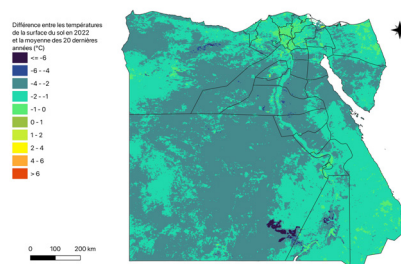 Différence entre les températures
de la surface du sol en 2022
et la moyenne des 20 dernières
années (°C)
<= -6
-6 - -4
-4 - -2
-2 - -1
-1 - 0
0 - 1
1 - 2
2 - 4
4 - 6
> 6
0 100 200 km